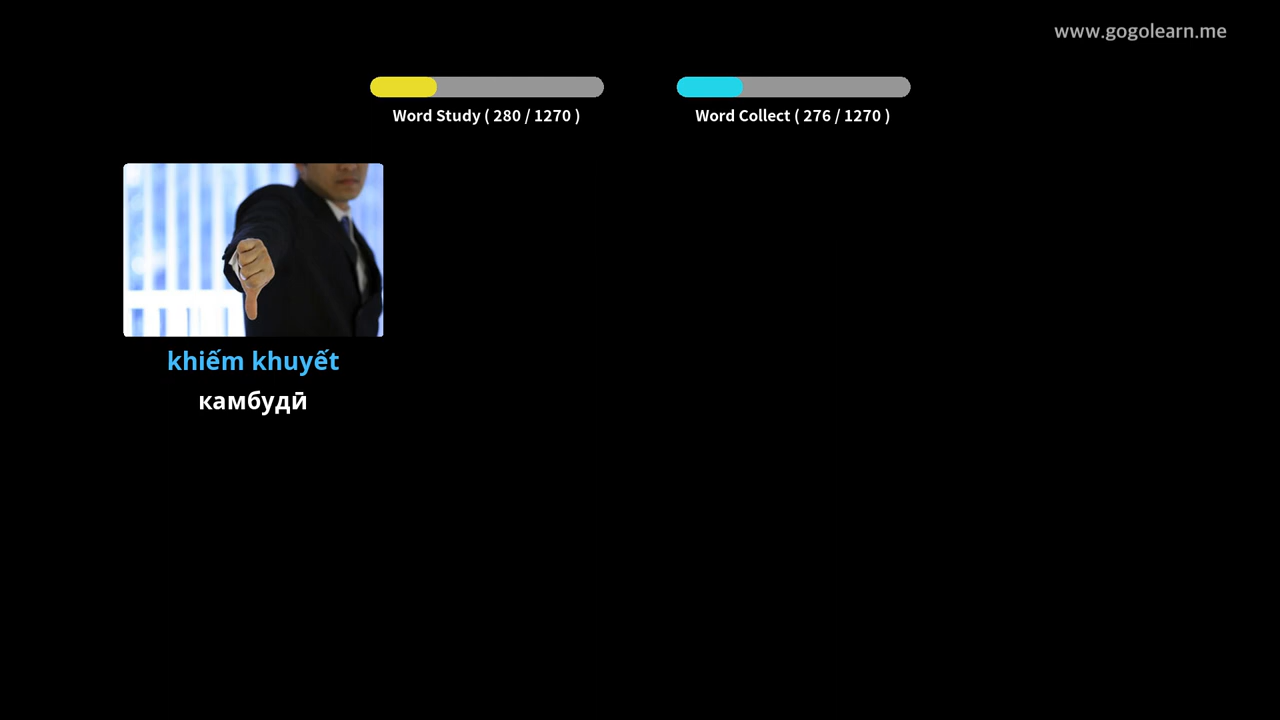 www.gogolearn.me
Word Study ( 280 / 1270 )
Word Collect ( 276 / 1270 )
khiếm khuyết
камбудӣ